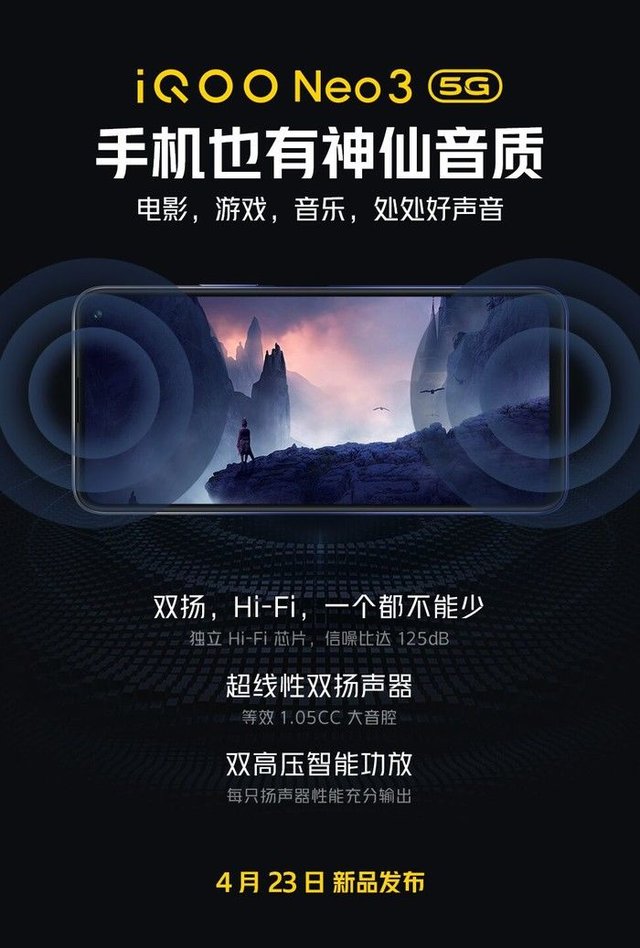 iQOO Neo3 5G
手机也有神仙音质
电影，游戏，音乐，处处好声音
双扬，Hi-Fi，一个都不能少
独立 Hi-Fi 芯片，信噪比达 125dB
超线性双扬声器
等效 1.05CC 大音腔
双高压智能功放
每只扬声器性能充分输出
4 月 23 日 新品发布